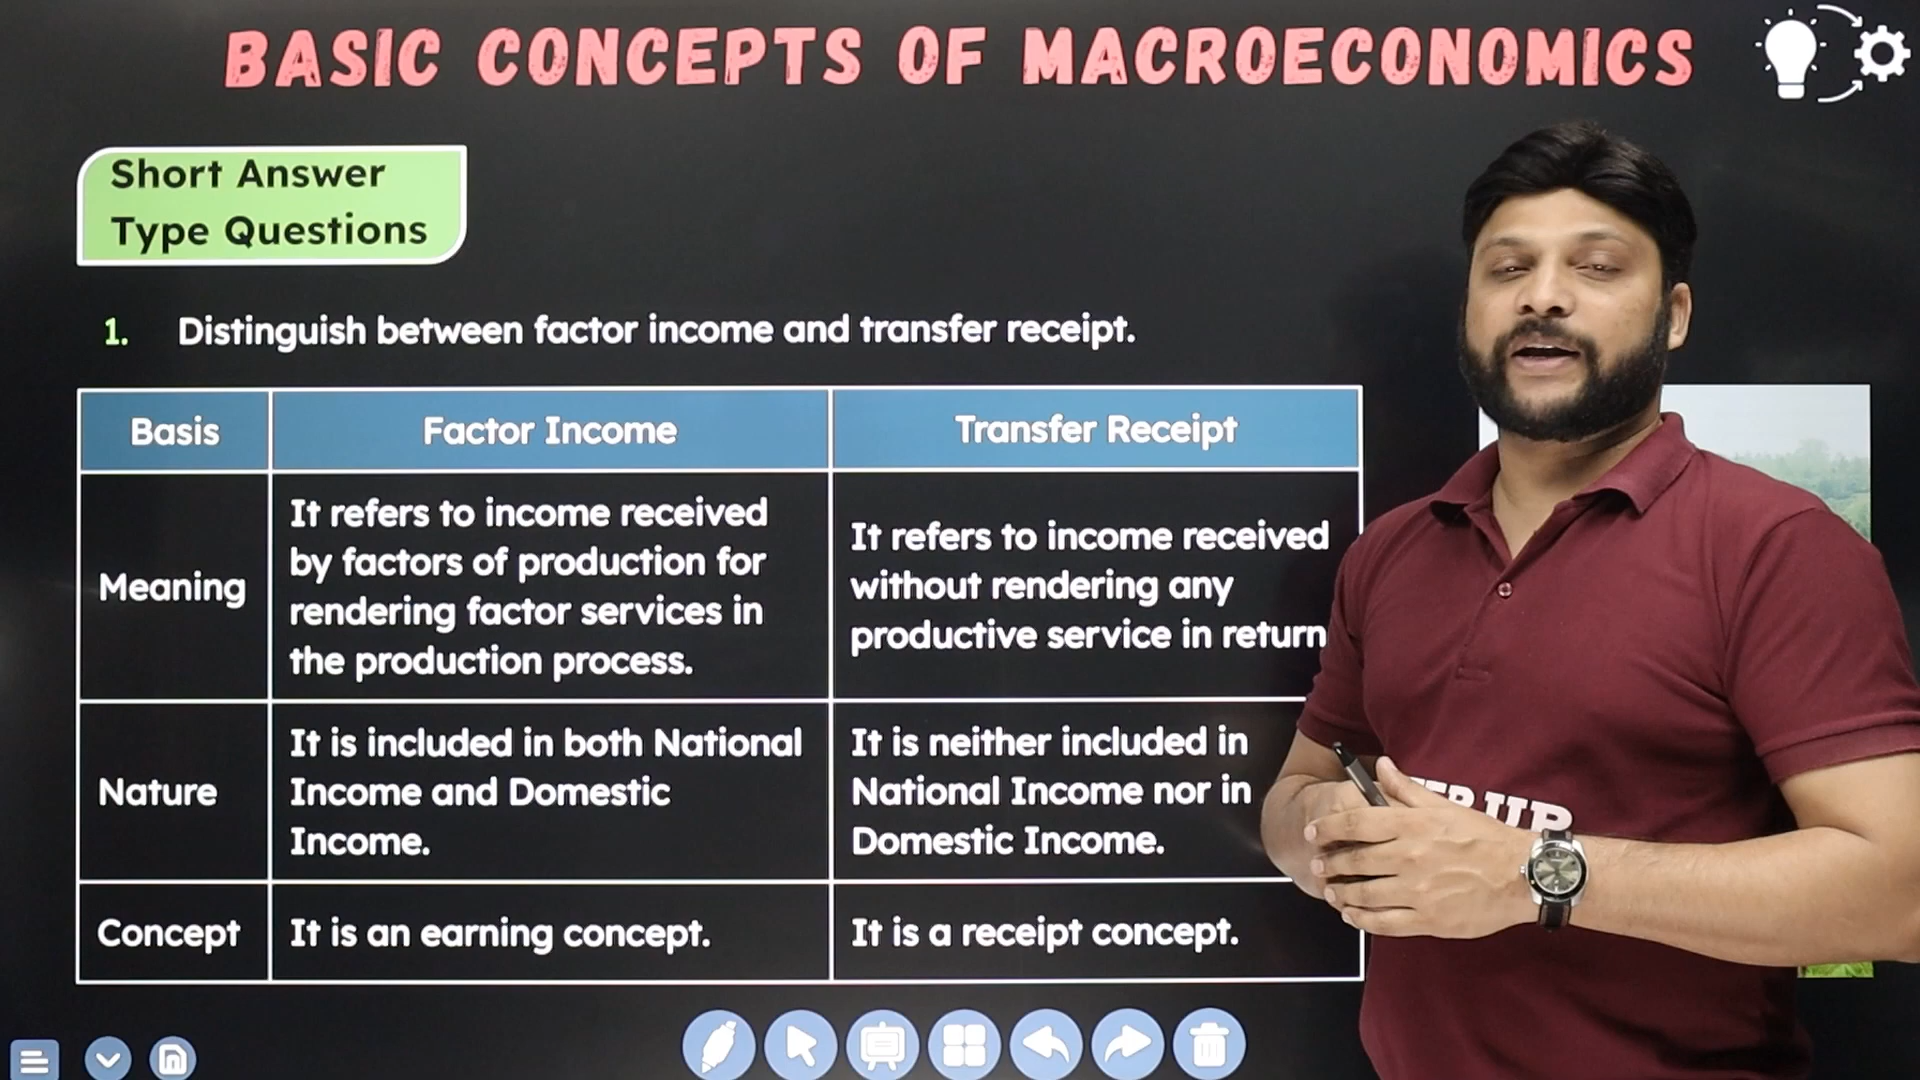 BASIC CONCEPTS OF MACROECONOMICS
Short Answer
Type Questions
1. Distinguish between factor income and transfer receipt.
Basis Factor Income Transfer Receipt
Meaning
It refers to income received
by factors of production for
rendering factor services in
the production process.
It refers to income received
without rendering any
productive service in return
Nature
It is included in both National
Income and Domestic
Income.
It is neither included in
National Income nor in
Domestic Income.
Concept It is an earning concept. It is a receipt concept.
UP